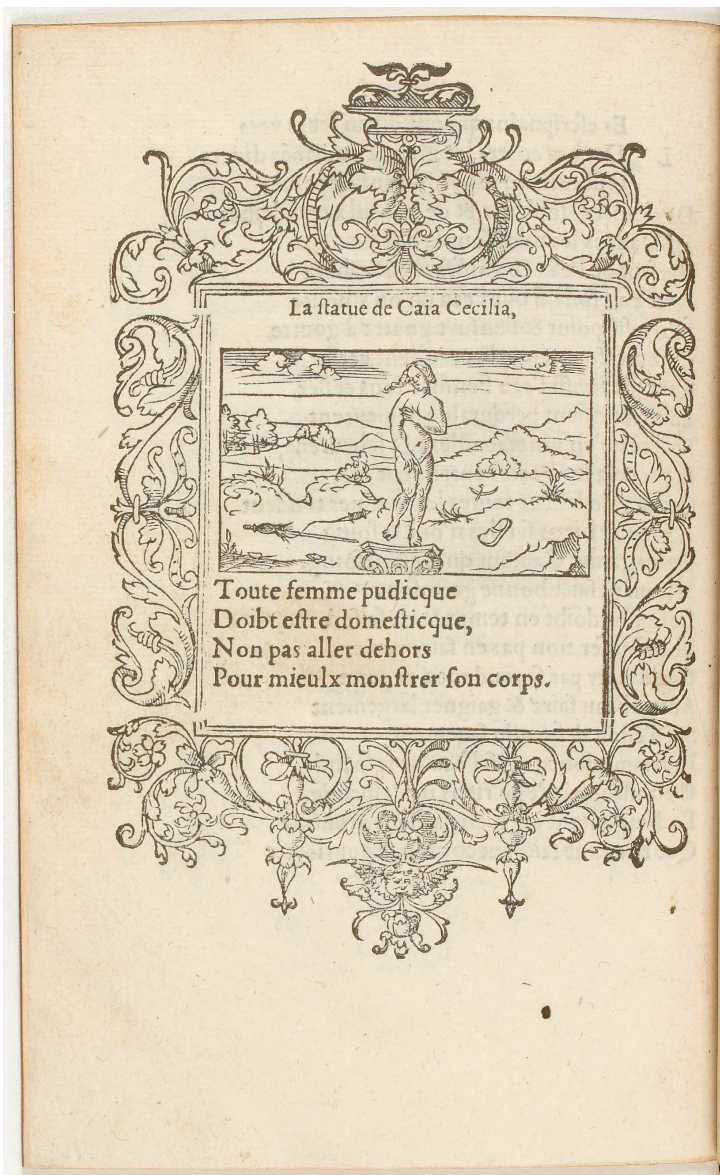 La ſtatue de Caia Cecilia,
Toute femme pudicque
Doibt eſtre domeſticque,
Non pas aller dehors
Pour mieulx monſtrer ſon corps.